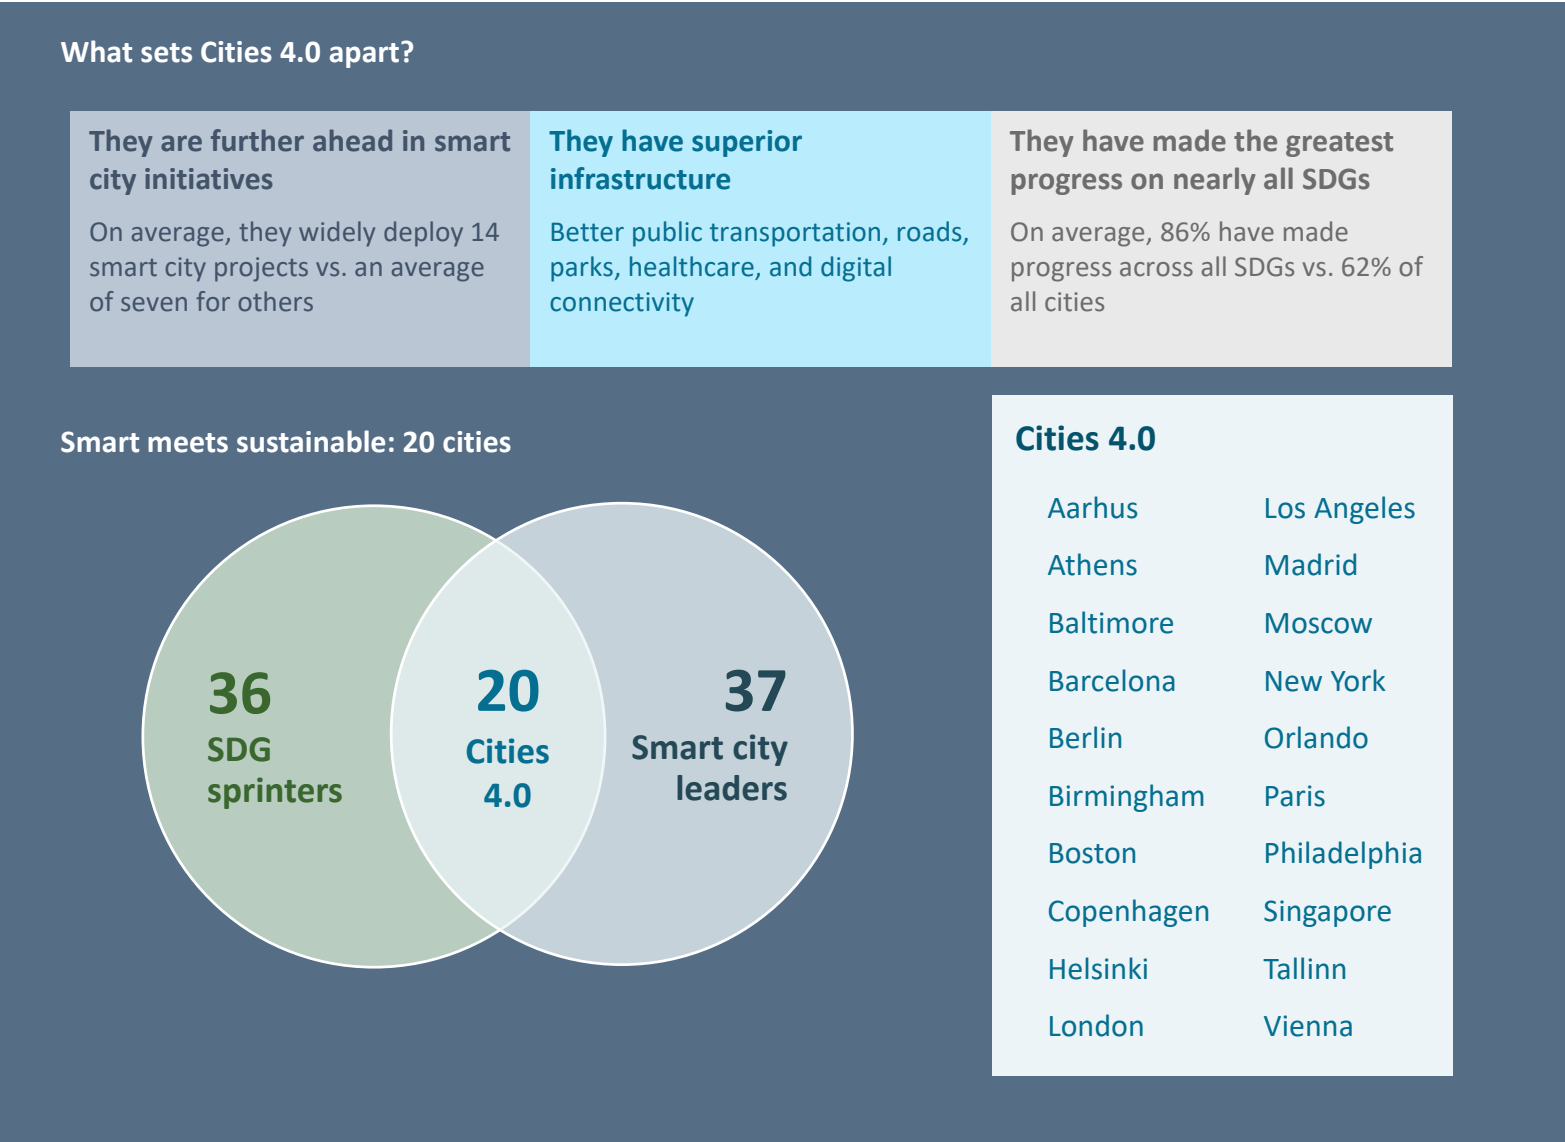 What sets Cities 4.0 apart?
They are further ahead in smart
city initiatives
On average, they widely deploy 14
smart city projects vs. an average
of seven for others
They have superior
infrastructure
Better public transportation, roads,
parks, healthcare, and digital
connectivity
They have made the greatest
progress on nearly all SDGs
On average, 86% have made
progress across all SDGs vs. 62% of
all cities
Smart meets sustainable: 20 cities
36
SDG
sprinters
20
Cities
4.0
37
Smart city
leaders
Cities 4.0
Aarhus
Athens
Baltimore
Barcelona
Berlin
Birmingham
Boston
Copenhagen
Helsinki
London
Los Angeles
Madrid
Moscow
New York
Orlando
Paris
Philadelphia
Singapore
Tallinn
Vienna